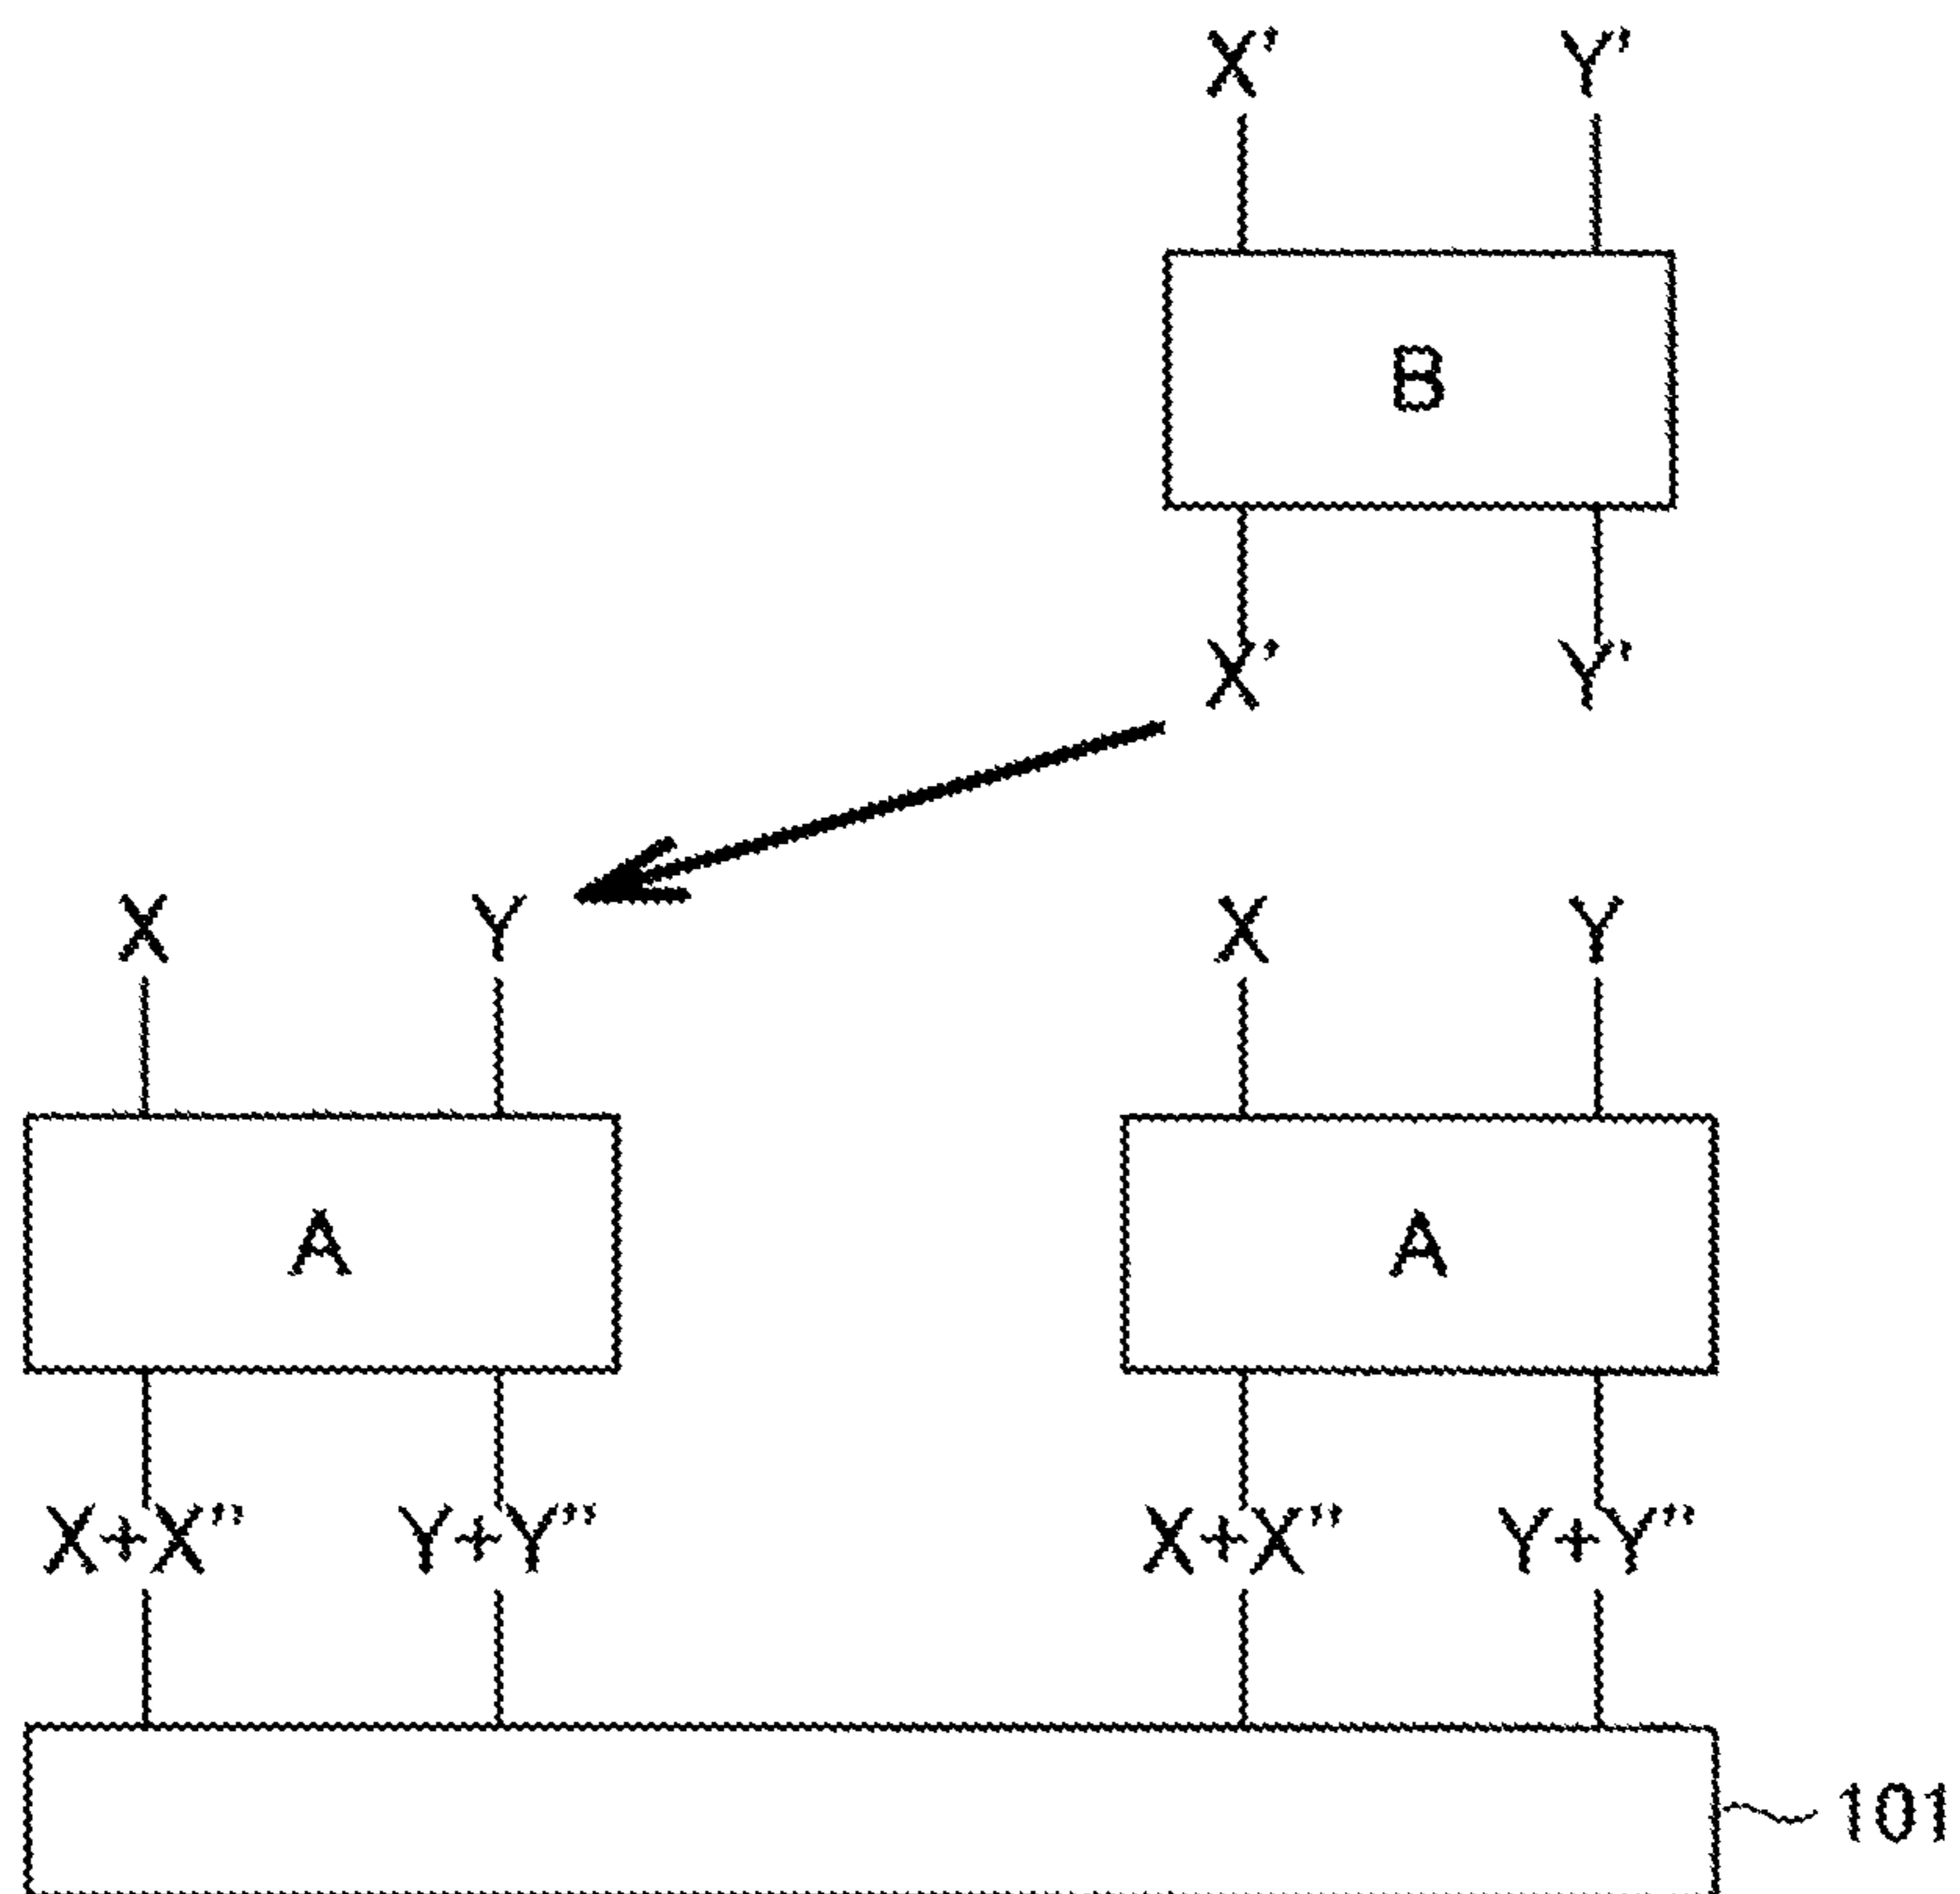 X’ Y’
B
X’ Y’
X Y X Y
A A
X+X” Y+Y” X+X” Y+Y”
101